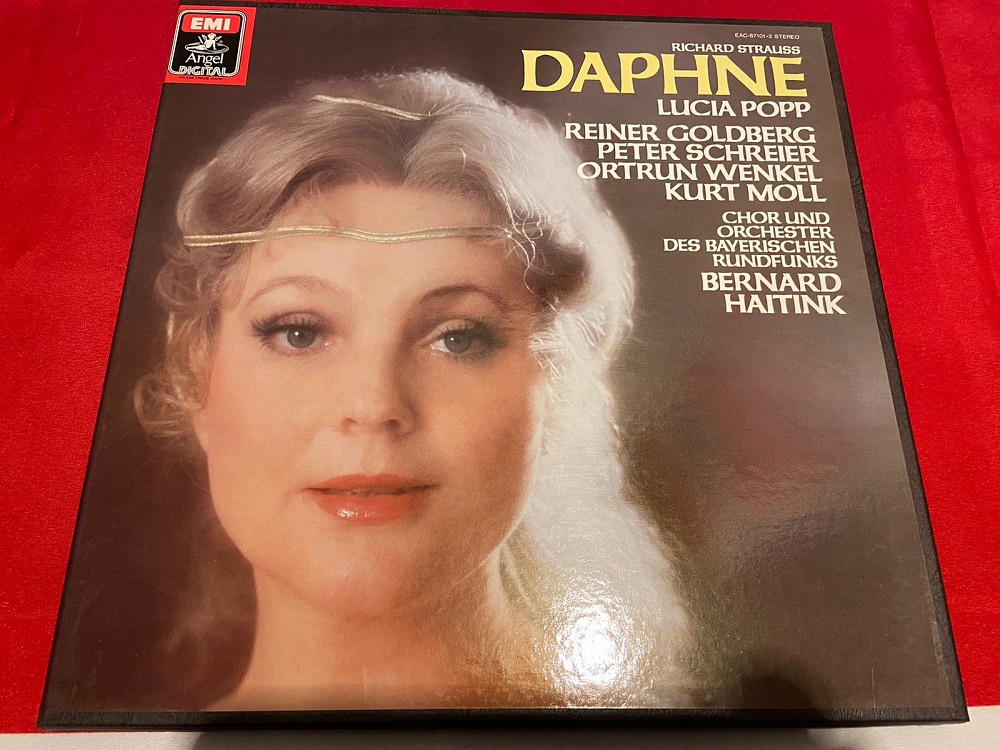 EMI
Angel
DIGITAL
EAC-87101-2 STEREO
RICHARD STRAUSS
DAPHNE
LUCIA POPP
REINER GOLDBERG
PETER SCHREIER
ORTRUN WENKEL
KURT MOLL
CHOR UND
ORCHESTER
DES BAYERISCHEN
RUNDFUNKS
BERNARD
HAITINK